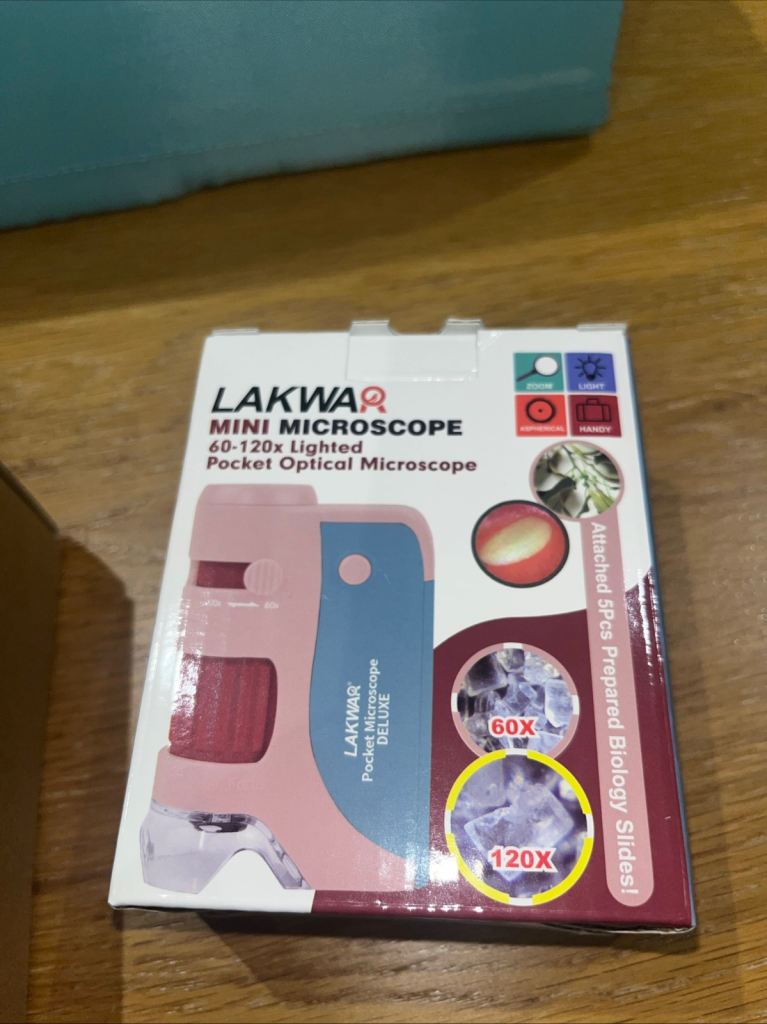 LAKWAR
MINI MICROSCOPE
60-120x Lighted
Pocket Optical Microscope
ZOOM
LIGHT
ASPHERICAL
HANDY
Attached 5Pcs Prepared Biology Slides!
60x
LAKWAR®
Pocket Microscope
DELUXE
60X
120X